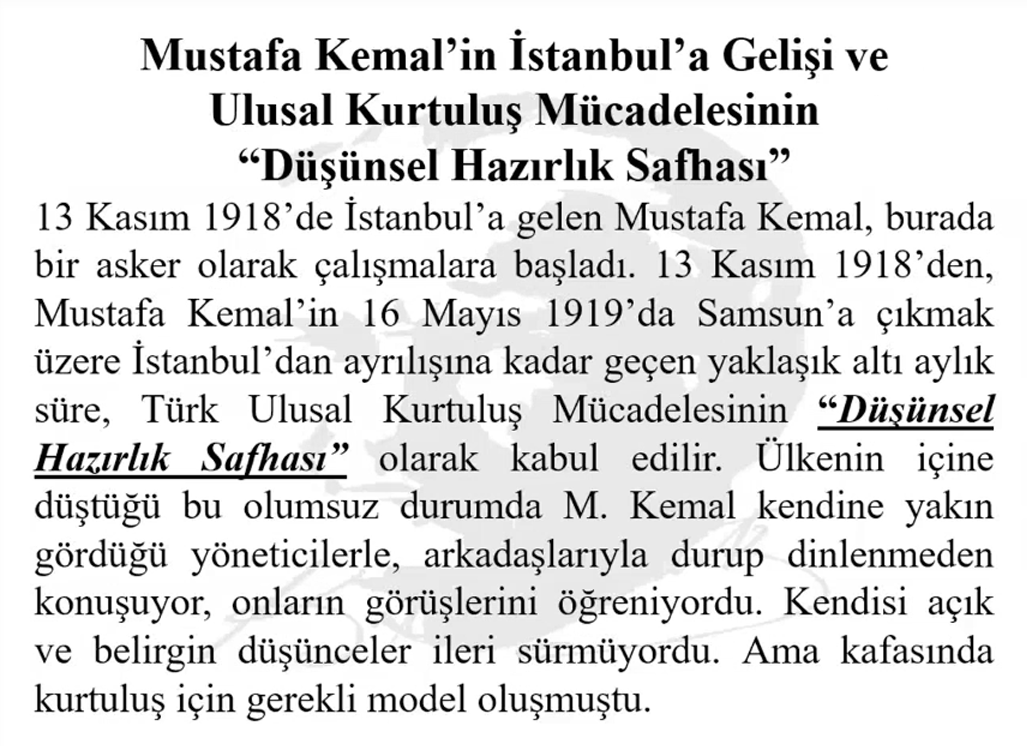 Mustafa Kemal’in İstanbul’a Gelişi ve
Ulusal Kurtuluş Mücadelesinin
“Düşünsel Hazırlık Safhası”
13 Kasım 1918’de İstanbul’a gelen Mustafa Kemal, burada
bir asker olarak çalışmalara başladı. 13 Kasım 1918’den,
Mustafa Kemal’in 16 Mayıs 1919’da Samsun’a çıkmak
üzere İstanbul’dan ayrılışına kadar geçen yaklaşık altı aylık
süre, Türk Ulusal Kurtuluş Mücadelesinin “Düşünsel
Hazırlık Safhası” olarak kabul edilir. Ülkenin içine
düştüğü bu olumsuz durumda M. Kemal kendine yakın
gördüğü yöneticilerle, arkadaşlarıyla durup dinlenmeden
konuşuyor, onların görüşlerini öğreniyordu. Kendisi açık
ve belirgin düşünceler ileri sürmüyordu. Ama kafasında
kurtuluş için gerekli model oluşmuştu.